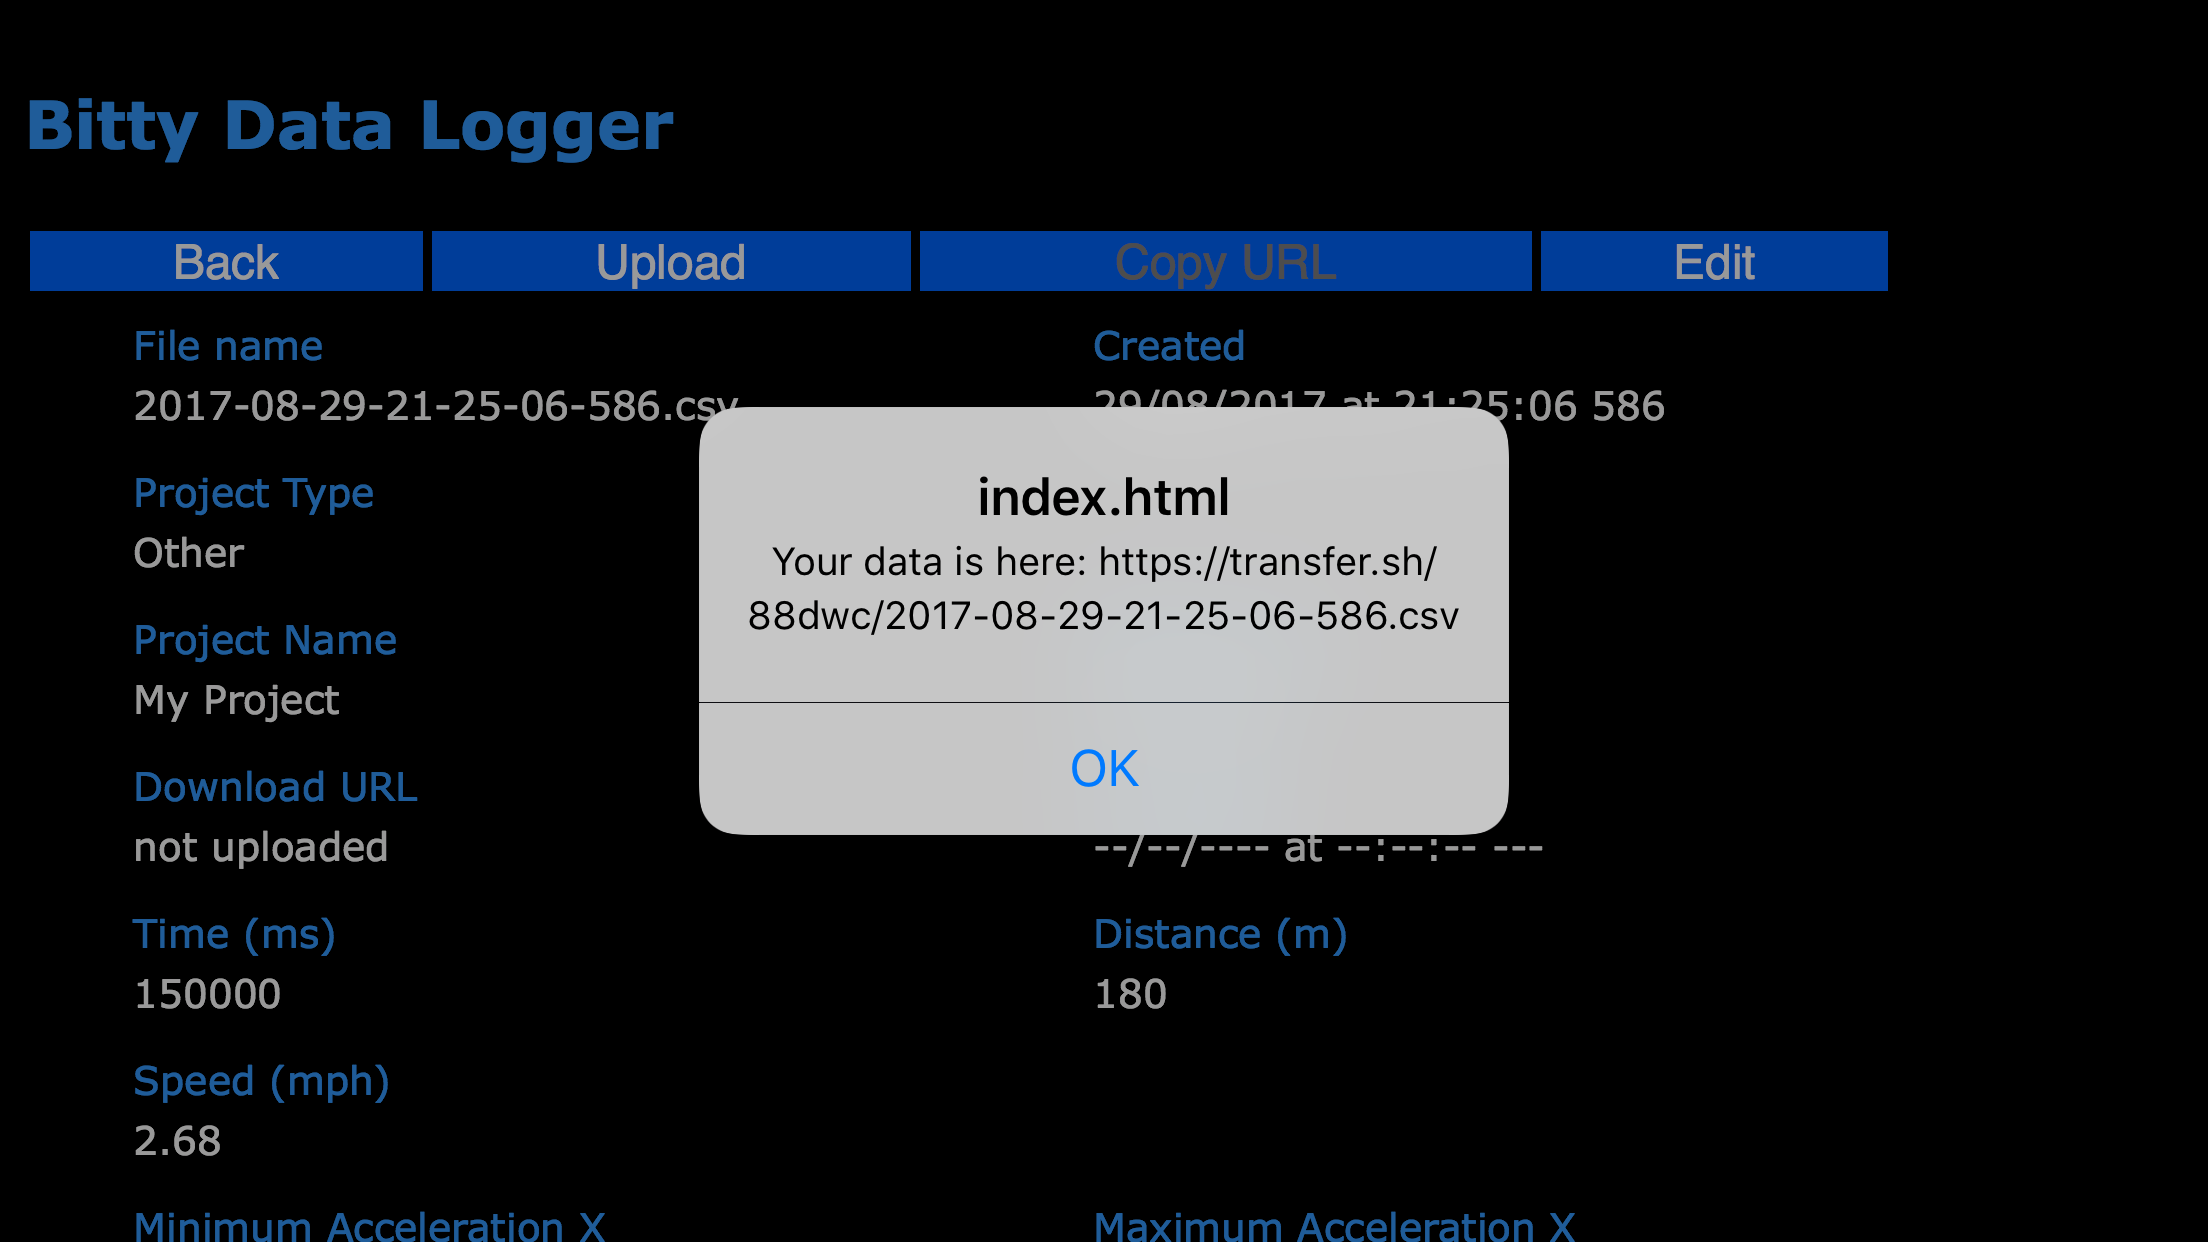 Bitty Data Logger
Back Upload Copy URL Edit
File name Created
2017-08-29-21-25-06-586.csv 29/08/2017 at 21:25:06 586
index.html
Your data is here: https://transfer.sh/
88dwc/2017-08-29-21-25-06-586.csv
OK
Project Type
Other
Project Name
My Project
Download URL
not uploaded --/--/---- at --:--:-- ---
Time (ms) Distance (m)
150000 180
Speed (mph)
2.68
Minimum Acceleration X Maximum Acceleration X